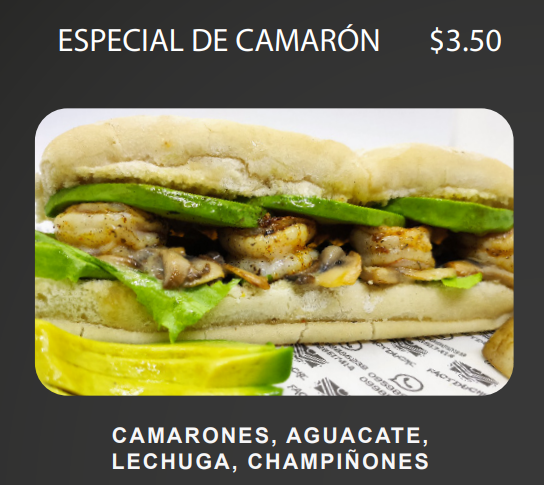 ESPECIAL DE CAMARÓN $3.50
CAMARONES, AGUACATE,
LECHUGA, CHAMPIÑONES